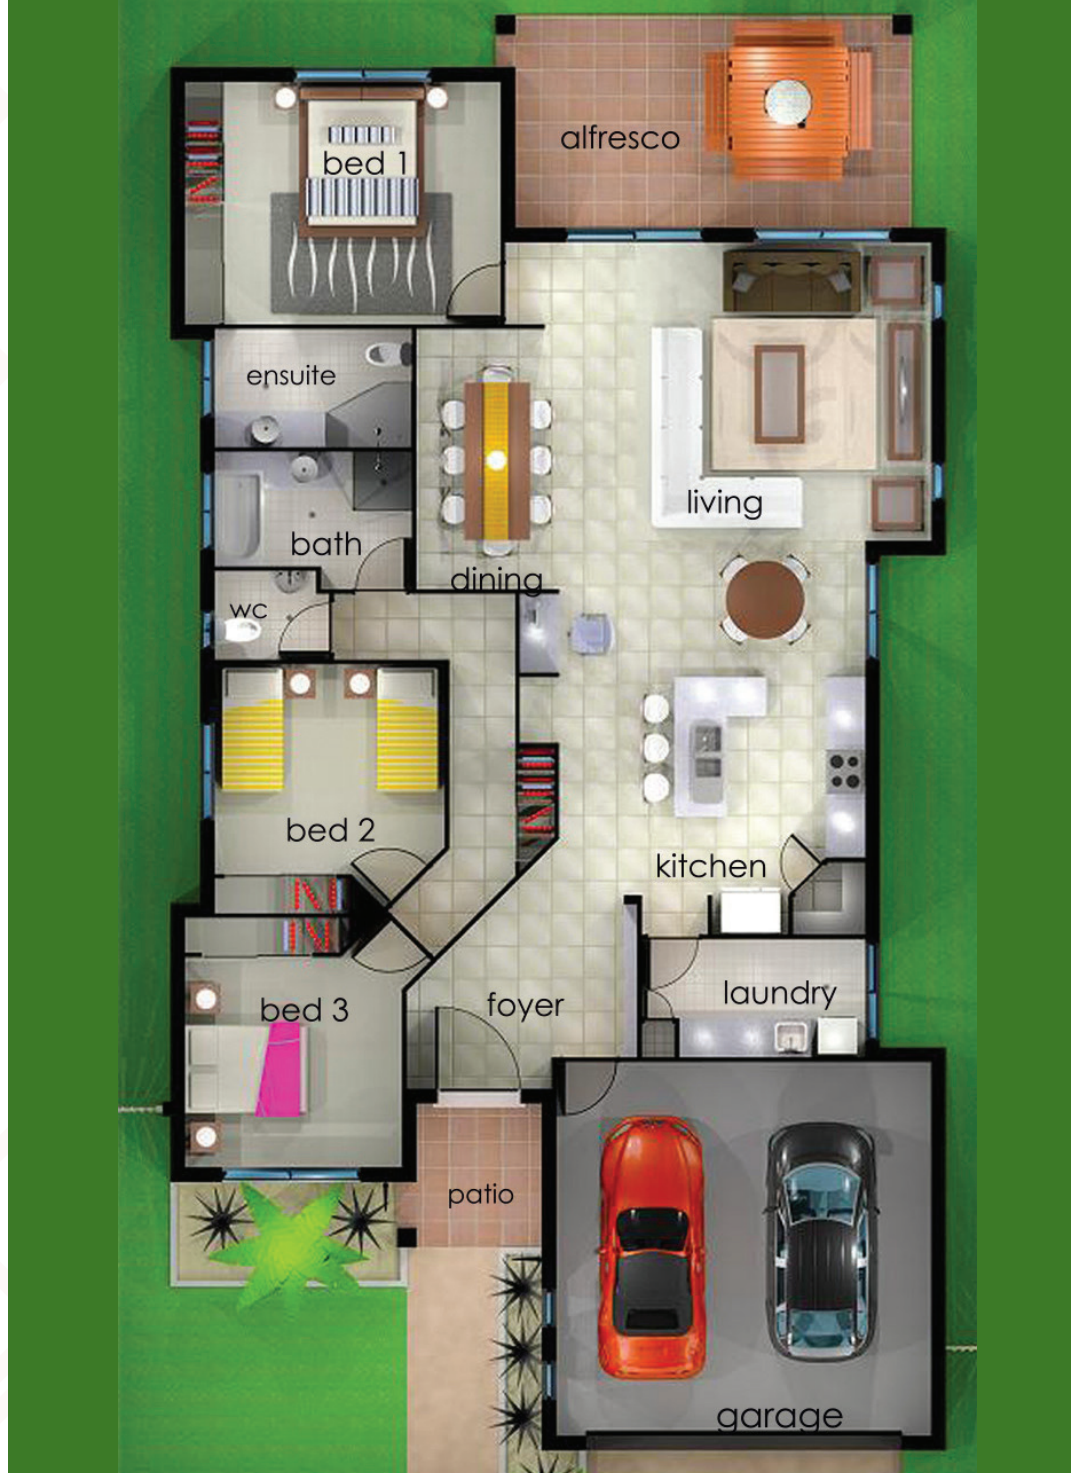 alfresco
bed 1
ensuite
living
bath
dining
wc
bed 2
kitchen
laundry
foyer
bed 3
patio
garage